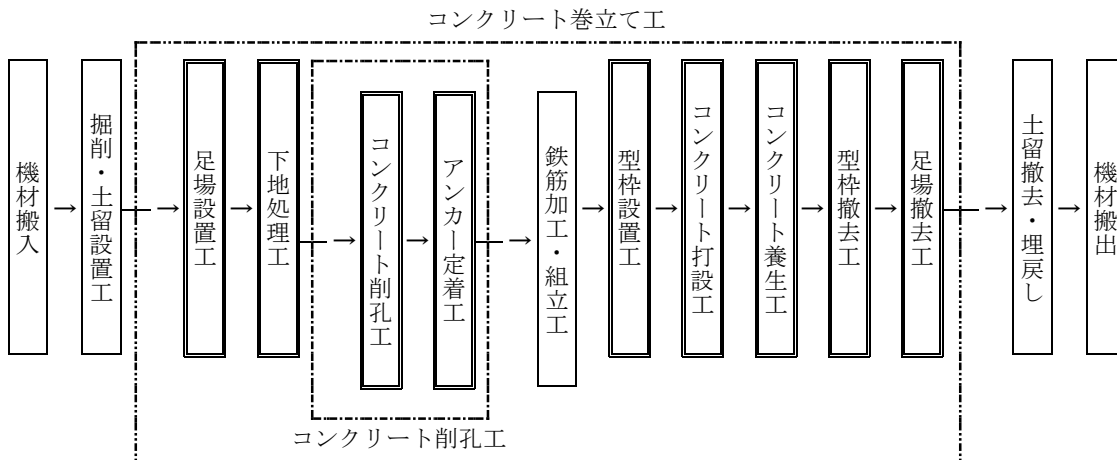 コンクリート巻立て工
機材搬入
→
掘削・土留設置工
→
足場設置工
→
下地処理工
→
コンクリート削孔工
→
アンカー定着工
→
鉄筋加工・組立工
→
型枠設置工
→
コンクリート打設工
→
コンクリート養生工
→
型枠撤去工
→
足場撤去工
→
土留撤去・埋戻し
→
機材搬出
コンクリート削孔工